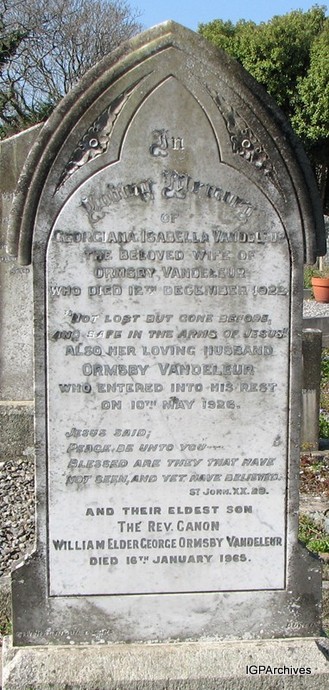 In
Loving Memory
OF
GEORGIANA ISABELLA VANDELEUR
THE BELOVED WIFE OF
ORMSBY VANDELEUR
WHO DIED 12TH DECEMBER 1922.
"NOT LOST BUT GONE BEFORE,
AND SAFE IN THE ARMS OF JESUS"
ALSO HER LOVING HUSBAND
ORMSBY VANDELEUR
WHO ENTERED INTO HIS REST
ON 10TH MAY 1926.
JESUS SAID;
PEACE, BE UNTO YOU—
BLESSED ARE THEY THAT HAVE
NOT SEEN, AND YET HAVE BELIEVED.
ST JOHN. XX. 29.
AND THEIR ELDEST SON
THE REV. CANON
WILLIAM ELDER GEORGE ORMSBY VANDELEUR
DIED 16TH JANUARY 1965.
IGPArchives